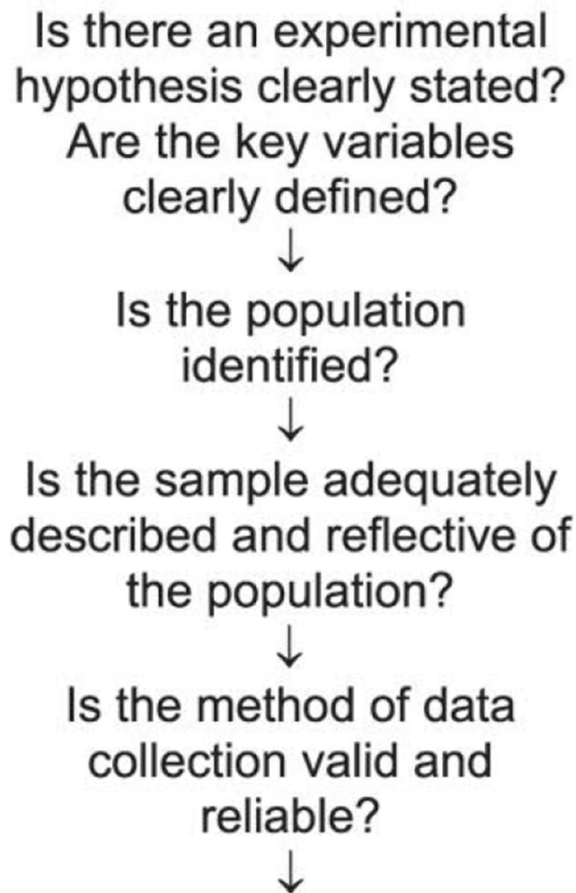 Is there an experimental
hypothesis clearly stated?
Are the key variables
clearly defined?
↓
Is the population
identified?
↓
Is the sample adequately
described and reflective of
the population?
↓
Is the method of data
collection valid and
reliable?
↓